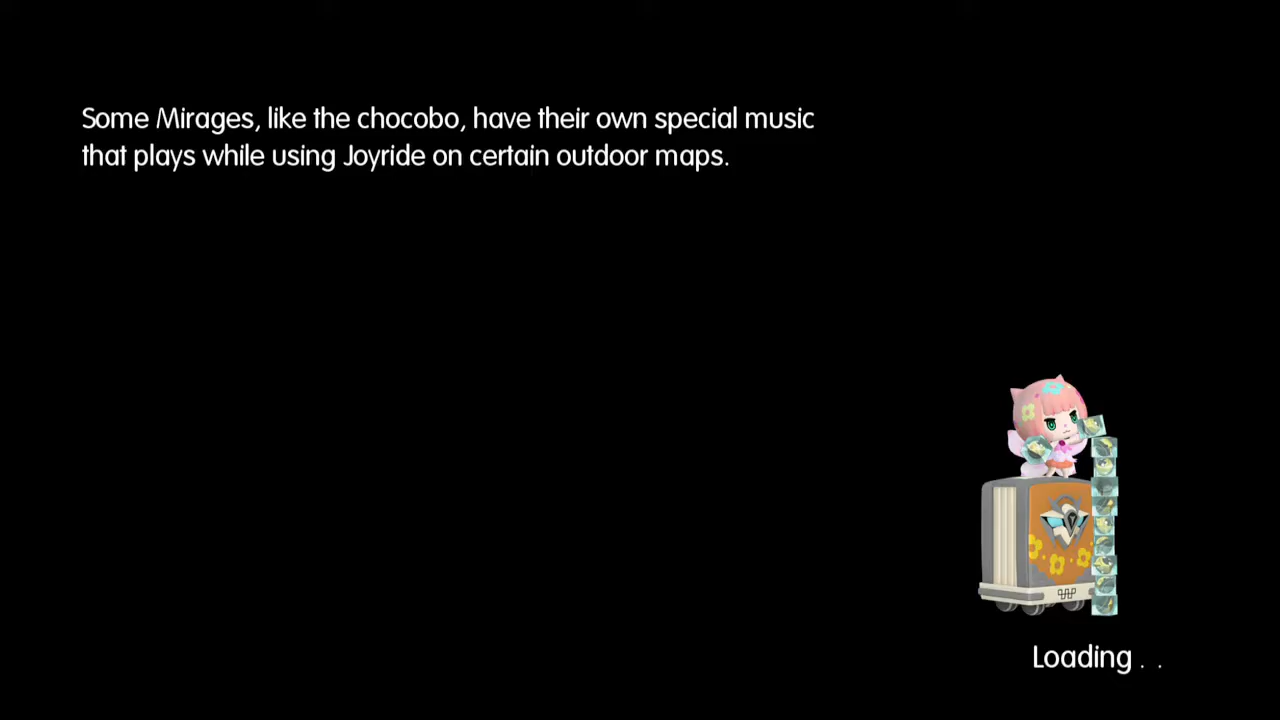 Some Mirages, like the chocobo, have their own special music
that plays while using Joyride on certain outdoor maps.
Loading . .